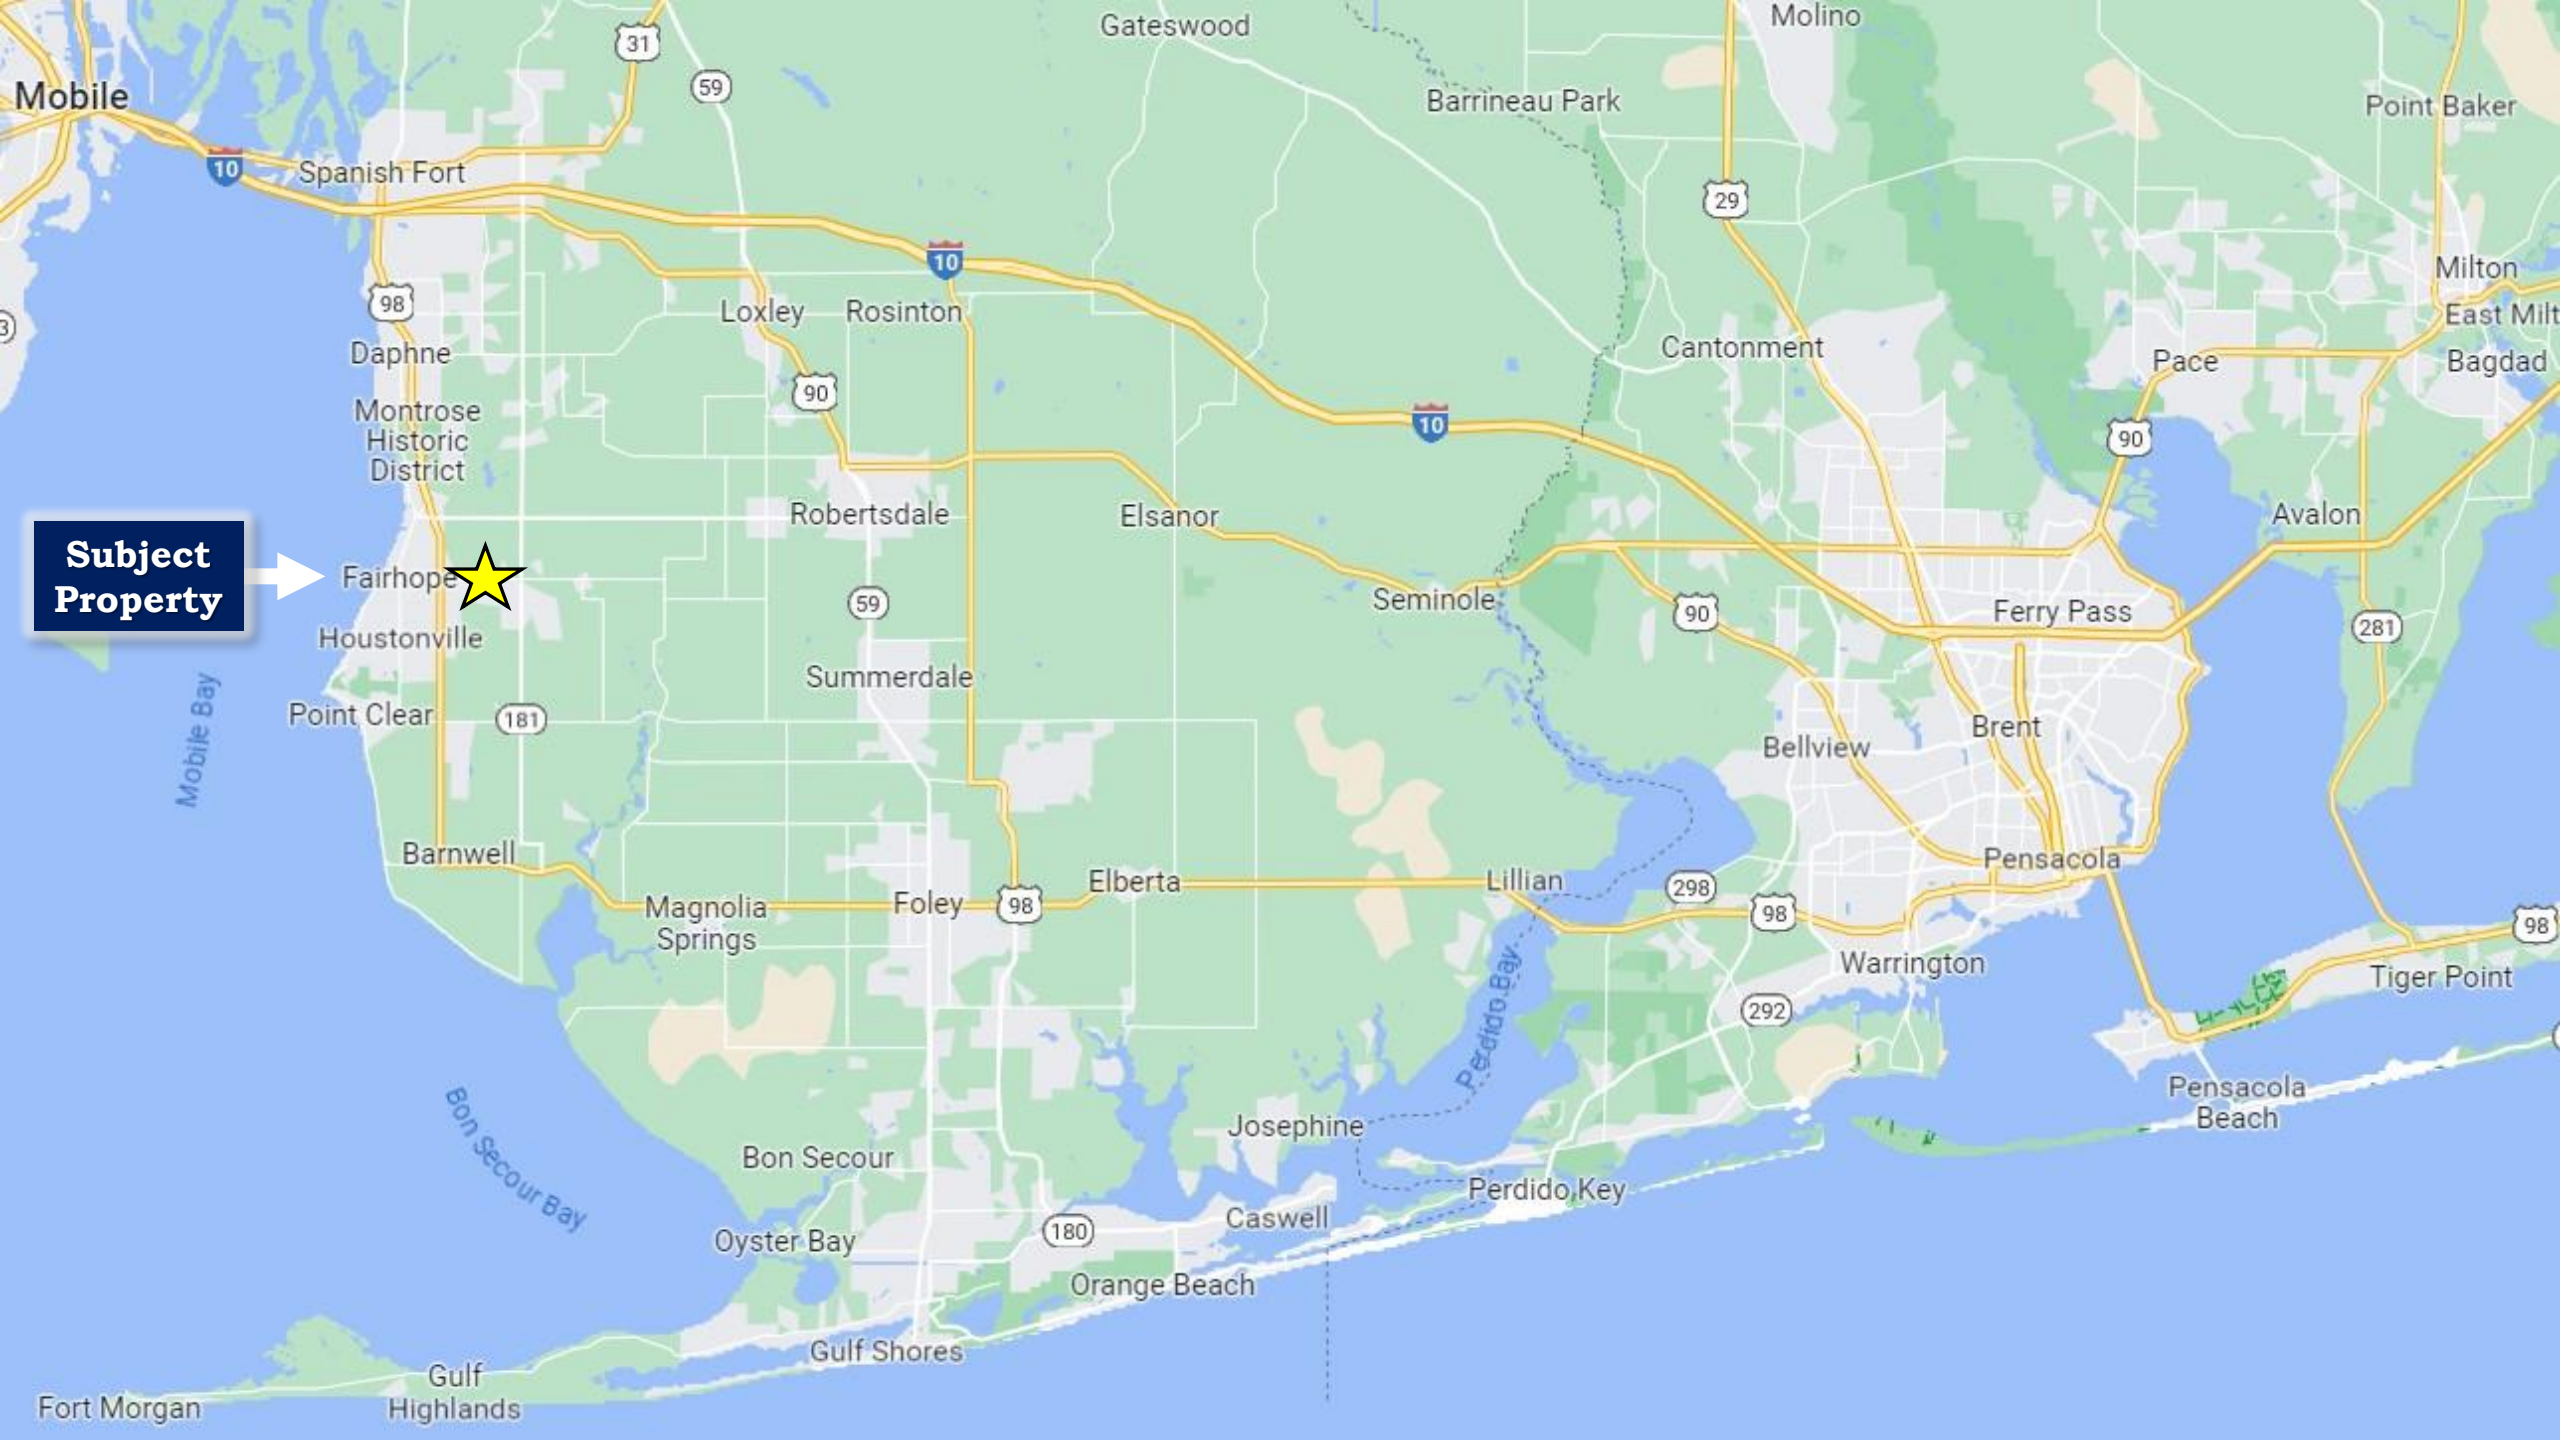 Gateswood
Molino
31
59
Mobile
Barrineau Park
Point Baker
10
Spanish Fort
29
10
Milton
98
Loxley
Rosinton
East Milt
3
Daphne
Cantonment
Pace
Bagdad
90
Montrose
Historic
District
10
90
Robertsdale
Elsanor
Avalon
Subject
Property
Fairhope
59
Seminole
90
Ferry Pass
281
Houstonville
Summerdale
Mobile Bay
Point Clear
181
Brent
Bellview
Barnwell
Pensacola
Elberta
Lillian
298
Magnolia
Springs
Foley
98
98
98
Warrington
Tiger Point
Perdido Bay
292
Bon Secour Bay
Pensacola
Beach
Josephine
Bon Secour
Perdido Key
Caswell
180
Oyster Bay
Orange Beach
Gulf Shores
Gulf
Highlands
Fort Morgan